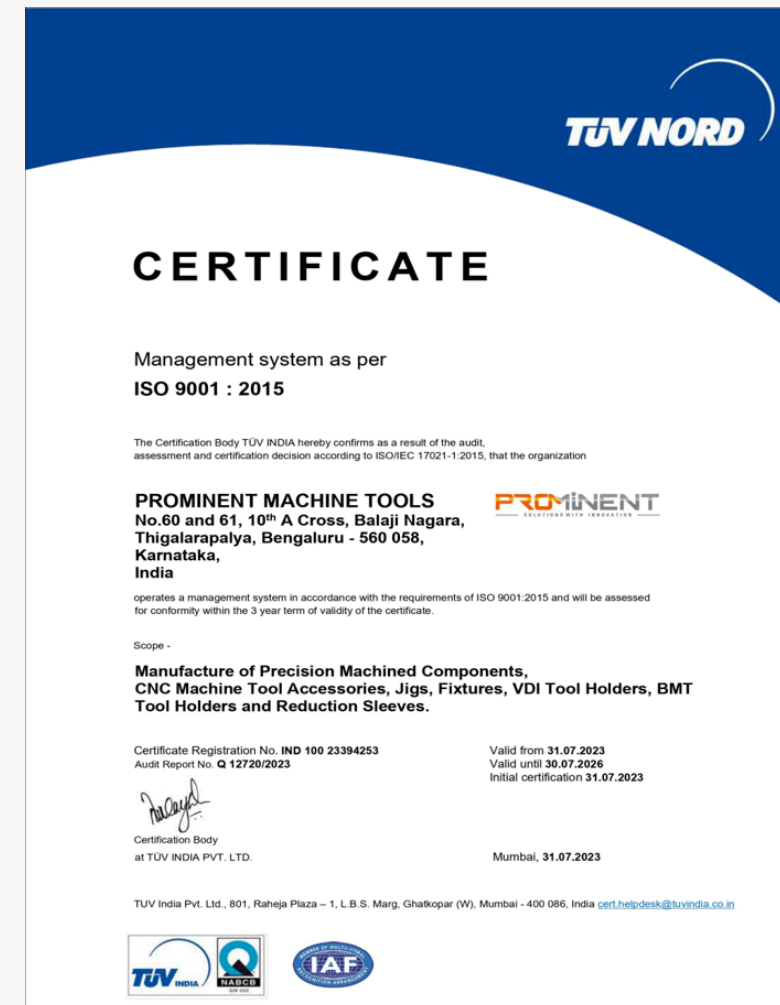 TÜV NORD
CERTIFICATE
Management system as per
ISO 9001 : 2015
The Certification Body TÜV INDIA hereby confirms as a result of the audit,
assessment and certification decision according to ISO/IEC 17021-1:2015, that the organization
PROMINENT MACHINE TOOLS
No.60 and 61, 10th A Cross, Balaji Nagara,
Thigalarapalya, Bengaluru - 560 058,
Karnataka,
India
PROMINENT
SOLUTIONS WITH INNOVATION
operates a management system in accordance with the requirements of ISO 9001:2015 and will be assessed
for conformity within the 3 year term of validity of the certificate.
Scope -
Manufacture of Precision Machined Components,
CNC Machine Tool Accessories, Jigs, Fixtures, VDI Tool Holders, BMT
Tool Holders and Reduction Sleeves.
Certificate Registration No. IND 100 23394253
Audit Report No. Q 12720/2023
Valid from 31.07.2023
Valid until 30.07.2026
Initial certification 31.07.2023
Certification Body
at TÜV INDIA PVT. LTD.
Mumbai, 31.07.2023
TUV India Pvt. Ltd., 801, Raheja Plaza – 1, L.B.S. Marg, Ghatkopar (W), Mumbai - 400 086, India cert.helpdesk@tuvindia.co.in
TÜV INDIA
NABCB
MEMBER OF MULTILATERAL
IAF
RECOGNITION ARRANGEMENT